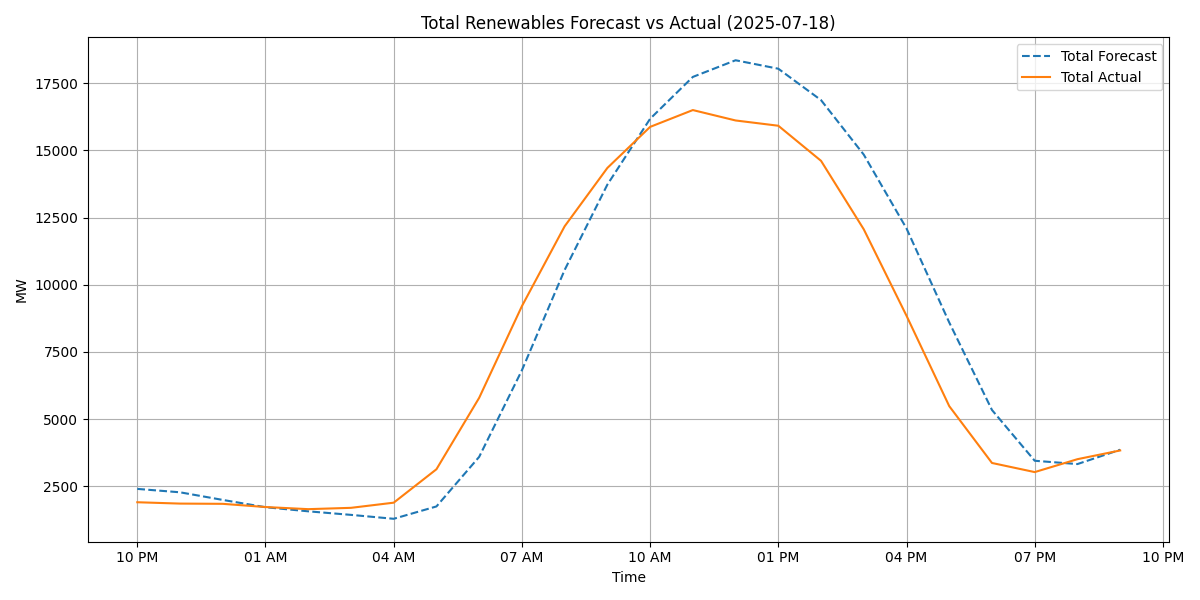 Total Renewables Forecast vs Actual (2025-07-18)
Total Forecast
Total Actual
17500
15000
12500
10000
7500
5000
2500
MW
10 PM
01 AM
04 AM
07 AM
10 AM
01 PM
04 PM
07 PM
10 PM
Time